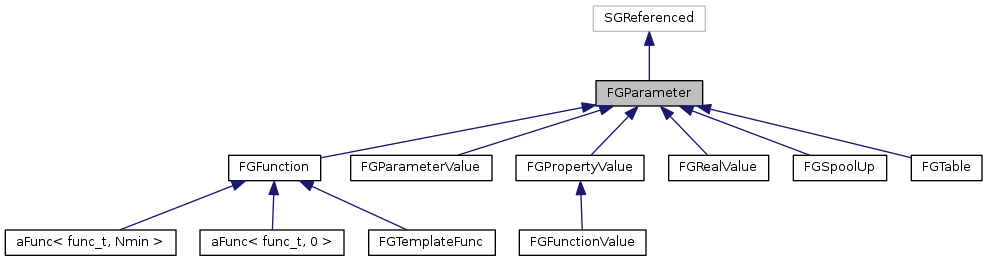 SGReferenced
FGParameter
FGFunction
FGParameterValue
FGPropertyValue
FGRealValue
FGSpoolUp
FGTable
aFunc< func_t, Nmin >
aFunc< func_t, 0 >
FGTemplateFunc
FGFunctionValue